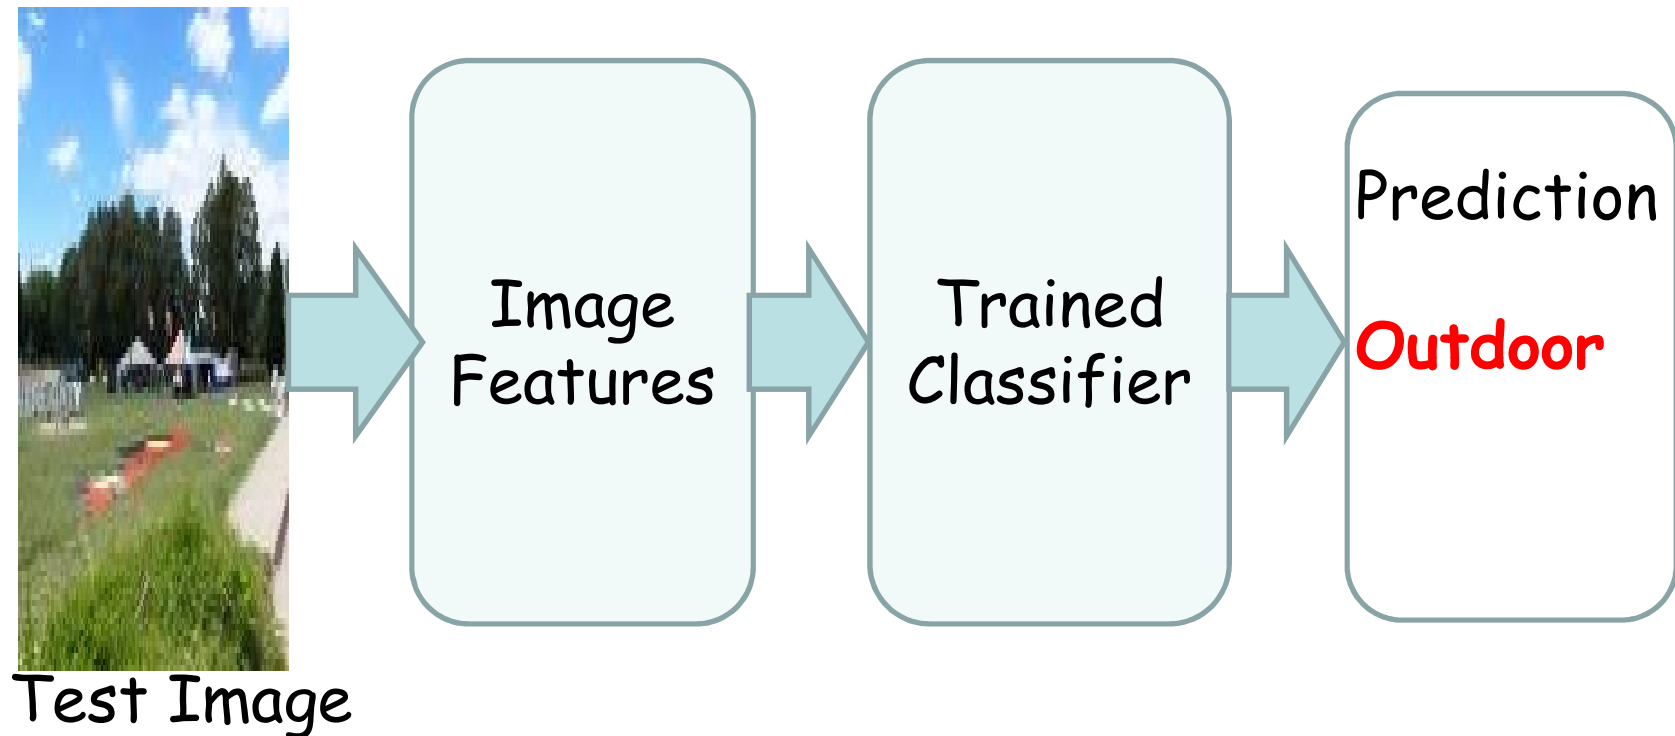 Test Image
Image
Features
Trained
Classifier
Prediction
Outdoor